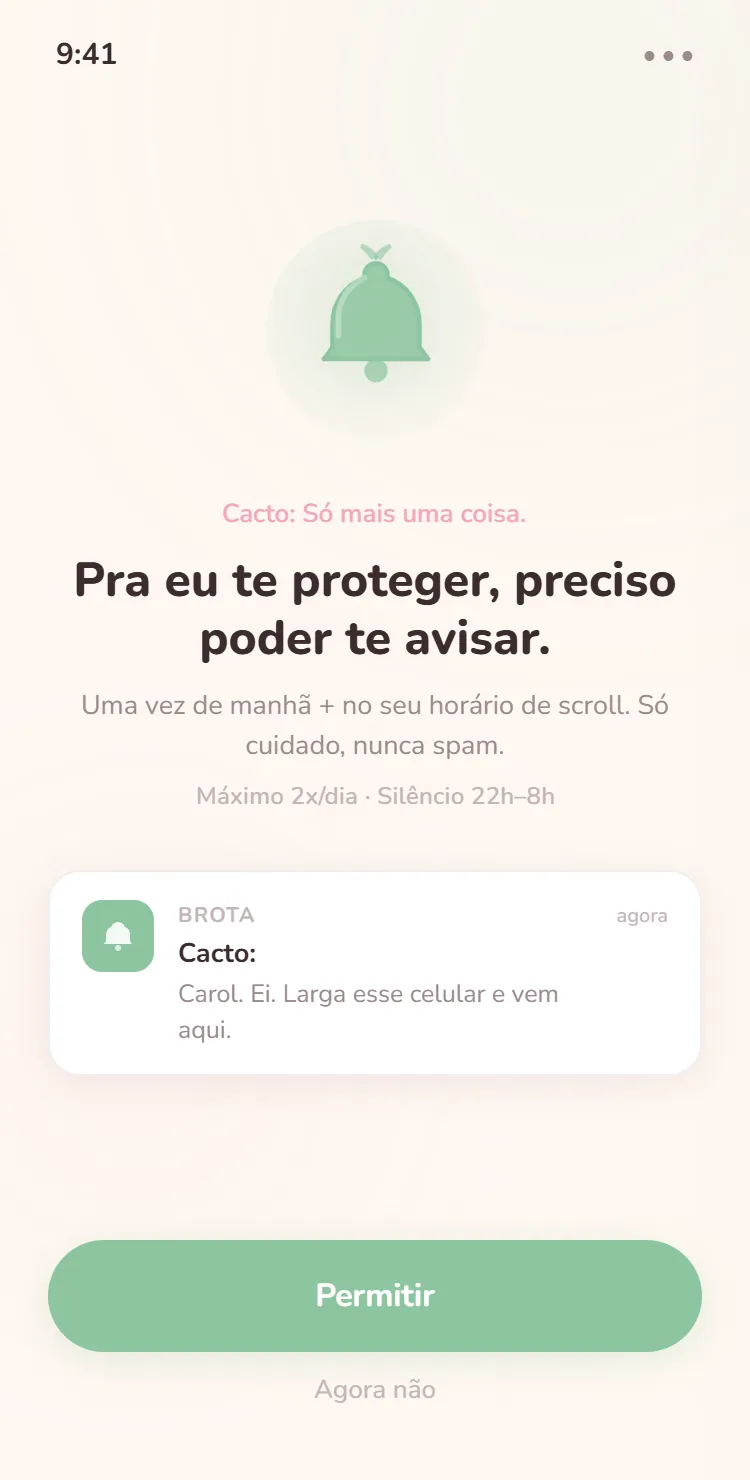 9:41
Cacto: Só mais uma coisa.
Pra eu te proteger, preciso
poder te avisar.
Uma vez de manhã + no seu horário de scroll. Só
cuidado, nunca spam.
Máximo 2x/dia · Silêncio 22h–8h
BROTA
agora
Cacto:
Carol. Ei. Larga esse celular e vem
aqui.
Permitir
Agora não